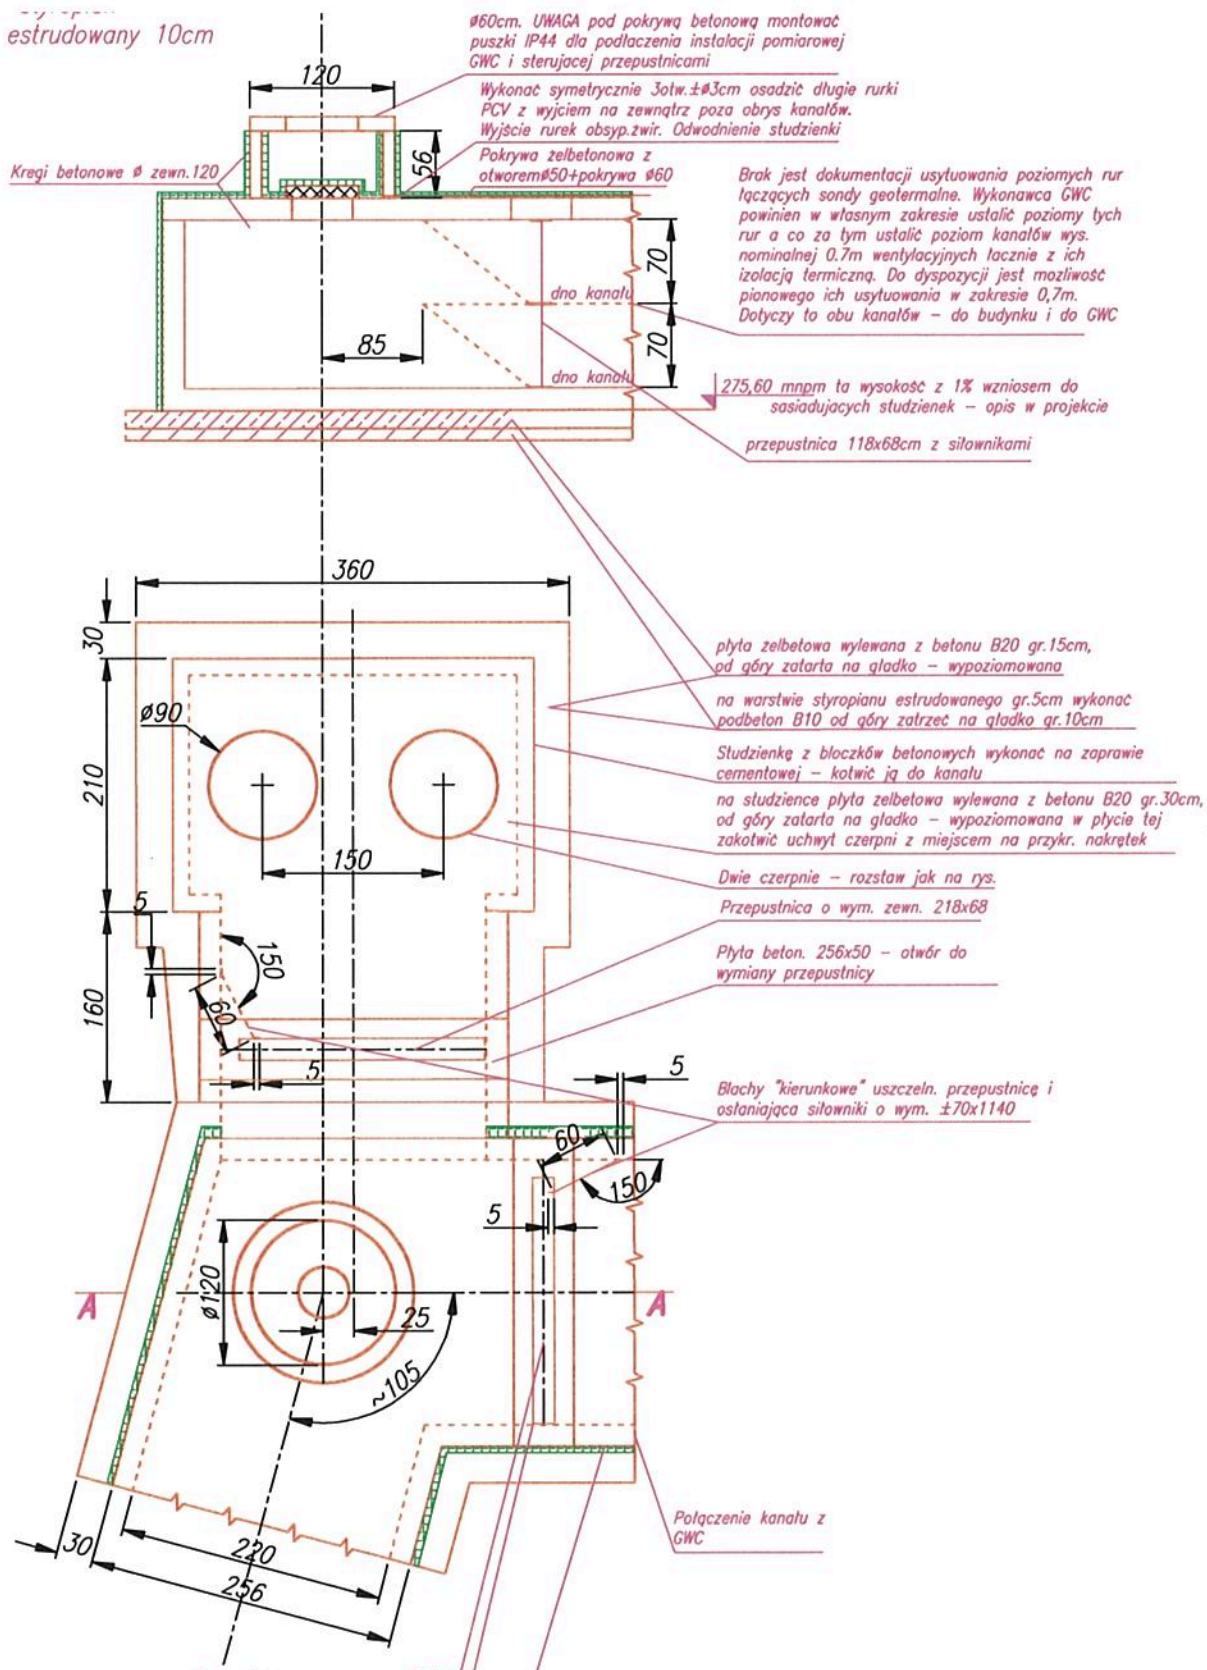 estrudowany 10cm
ø60cm. UWAGA pod pokrywą betonową montować
puszki IP44 dla podłaczenia instalacji pomiarowej
GWC i sterujacej przepustnicami
120
Wykonać symetrycznie 3otw.±ø3cm osadzić długie rurki
PCV z wyjciem na zewnątrz poza obrys kanałów.
Wyjście rurek obsyp.żwir. Odwodnienie studzienki
56
Kręgi betonowe ø zewn.120
Pokrywa żelbetonowa z
otworemø50+pokrywa ø60
Brak jest dokumentacji usytuowania poziomych rur
łączących sondy geotermalne. Wykonawca GWC
powinien w własnym zakresie ustalić poziomy tych
rur a co za tym ustalić poziom kanałów wys.
nominalnej 0.7m wentylacyjnych łacznie z ich
izolacją termiczną. Do dyspozycji jest mozliwość
pionowego ich usytuowania w zakresie 0,7m.
Dotyczy to obu kanałów – do budynku i do GWC
70
dno kanału
85
70
dno kanału
275,60 mnpm ta wysokość z 1% wzniosem do
sasiadujacych studzienek – opis w projekcie
przepustnica 118x68cm z siłownikami
360
30
płyta żelbetowa wylewana z betonu B20 gr.15cm,
od góry zatarta na gładko – wypoziomowana
na warstwie styropianu estrudowanego gr.5cm wykonać
podbeton B10 od góry zatrzeć na gładko gr.10cm
ø90
Studzienkę z bloczków betonowych wykonać na zaprawie
cementowej – kotwić ją do kanału
210
na studzience płyta żelbetowa wylewana z betonu B20 gr.30cm,
od góry zatarta na gładko – wypoziomowana w płycie tej
zakotwić uchwyt czerpni z miejscem na przykr. nakrętek
150
Dwie czerpnie – rozstaw jak na rys.
5
Przepustnica o wym. zewn. 218x68
150
Płyta beton. 256x50 – otwór do
wymiany przepustnicy
160
60
5
5
Blachy "kierunkowe" uszczeln. przepustnicę i
osłaniająca siłowniki o wym. ±70x1140
60
150
5
ø120
A
A
25
~105
Połączenie kanału z
GWC
30
220
256